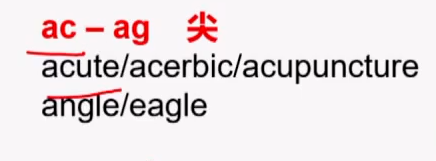 ac – ag 尖
acute/acerbic/acupuncture
angle/eagle